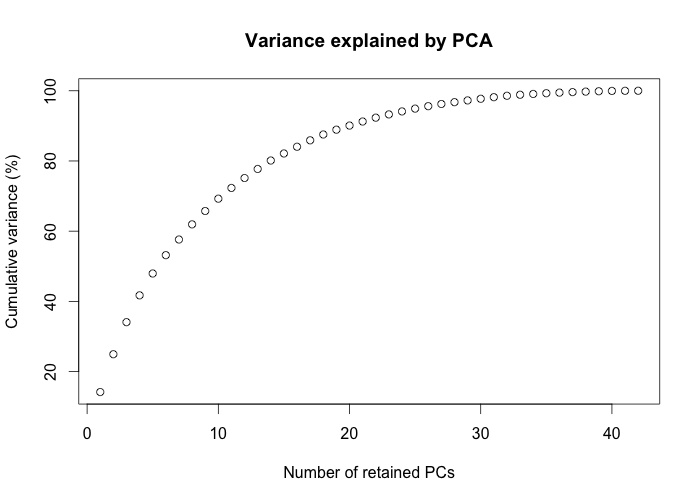 Variance explained by PCA
Cumulative variance (%)
100
80
60
40
20
0 10 20 30 40
Number of retained PCs